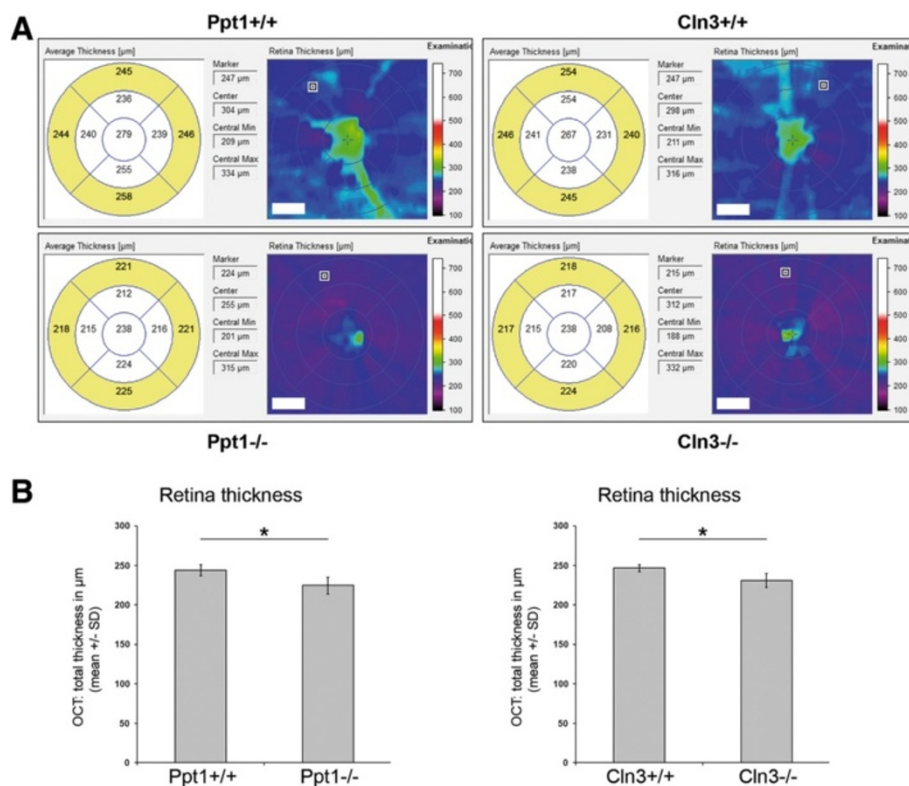 A
Ppt1+/+
Cln3+/+
Average Thickness [µm]
245
236
244 240 279 239 246
255
258
Marker
247 µm
Center
304 µm
Central Min
209 µm
Central Max
334 µm
Retina Thickness [µm]
Examinatio
700
600
500
400
300
200
100
Average Thickness [µm]
254
254
246 241 267 231 240
238
245
Marker
247 µm
Center
298 µm
Central Min
211 µm
Central Max
316 µm
Retina Thickness [µm]
Examinatio
700
600
500
400
300
200
100
Average Thickness [µm]
221
212
218 215 238 216 221
224
225
Marker
224 µm
Center
255 µm
Central Min
201 µm
Central Max
315 µm
Retina Thickness [µm]
Examinatio
700
600
500
400
300
200
100
Average Thickness [µm]
218
217
217 215 238 208 216
220
224
Marker
215 µm
Center
312 µm
Central Min
188 µm
Central Max
332 µm
Retina Thickness [µm]
Examinatio
700
600
500
400
300
200
100
Ppt1-/-
Cln3-/-
B
Retina thickness
OCT: total thickness in µm
(mean +/- SD)
300
250
200
150
100
50
0
*
Ppt1+/+ Ppt1-/-
Retina thickness
OCT: total thickness in µm
(mean +/- SD)
300
250
200
150
100
50
0
*
Cln3+/+ Cln3-/-